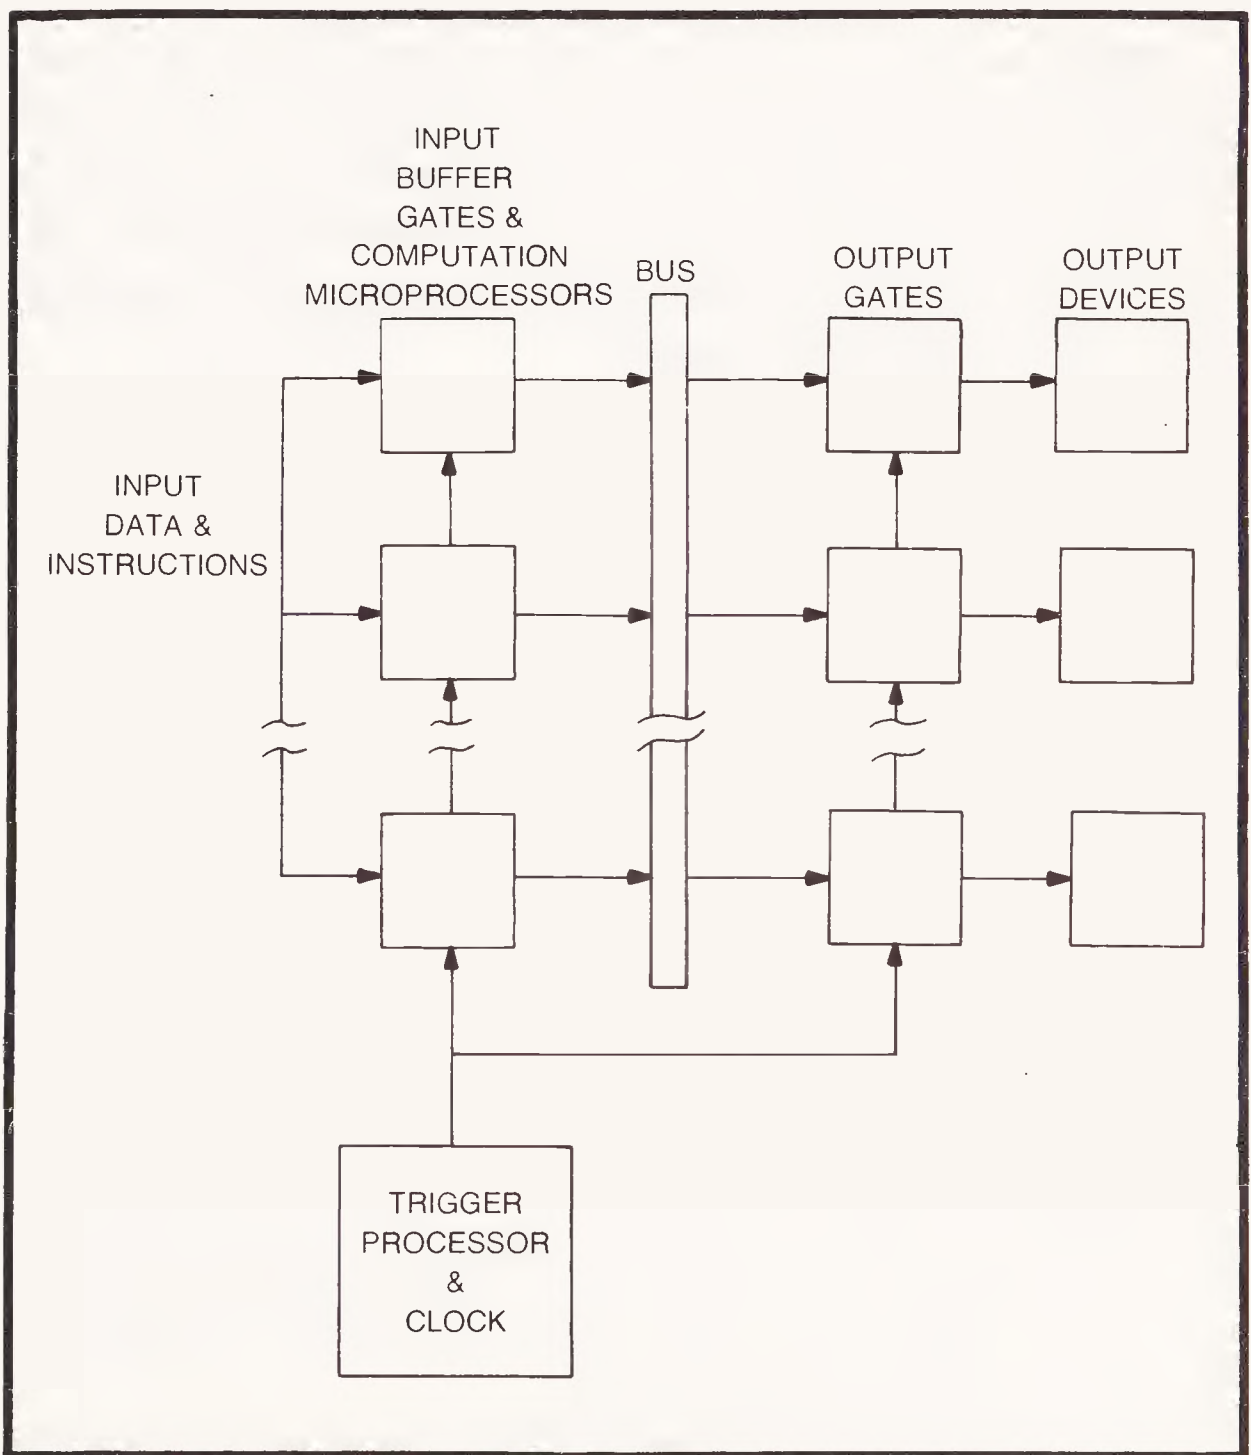 INPUT
BUFFER
GATES &
COMPUTATION
MICROPROCESSORS
BUS
OUTPUT
GATES
OUTPUT
DEVICES
INPUT
DATA &
INSTRUCTIONS
TRIGGER
PROCESSOR
&
CLOCK